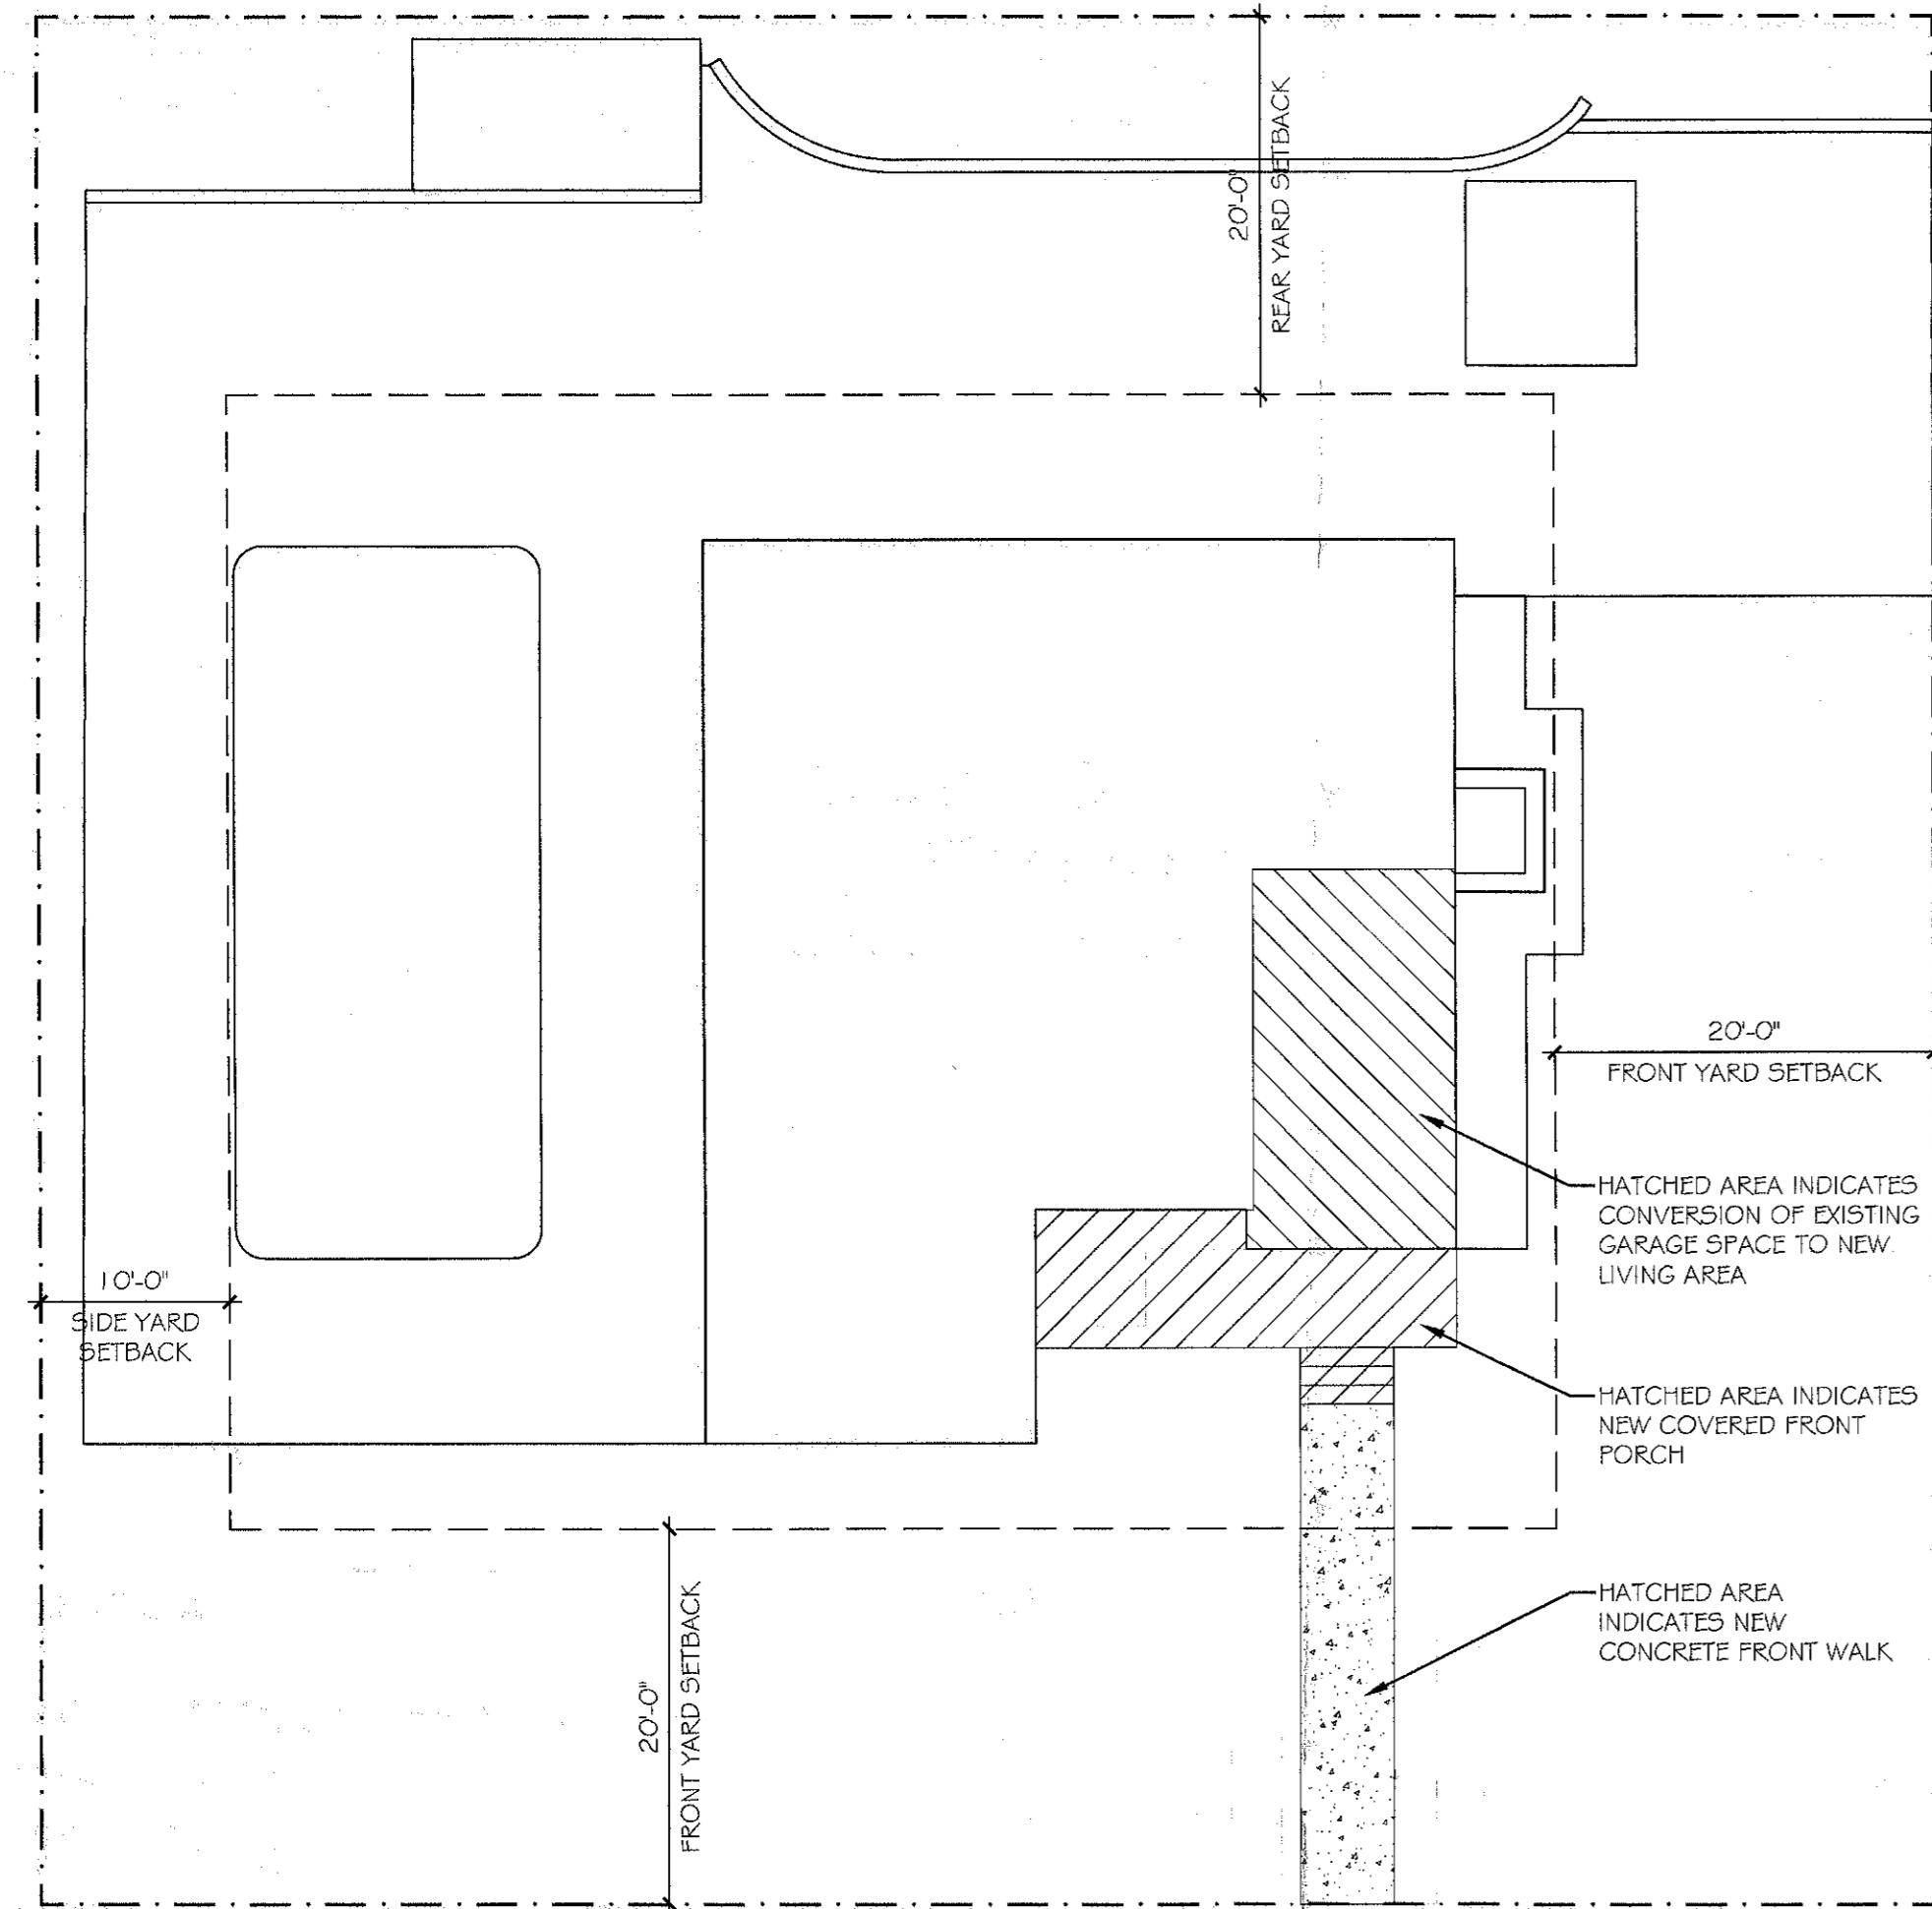 20'-0"
REAR YARD SETBACK
20'-0"
FRONT YARD SETBACK
HATCHED AREA INDICATES
CONVERSION OF EXISTING
GARAGE SPACE TO NEW
LIVING AREA
10'-0"
SIDE YARD
SETBACK
HATCHED AREA INDICATES
NEW COVERED FRONT
PORCH
HATCHED AREA
INDICATES NEW
CONCRETE FRONT WALK
20'-0"
FRONT YARD SETBACK